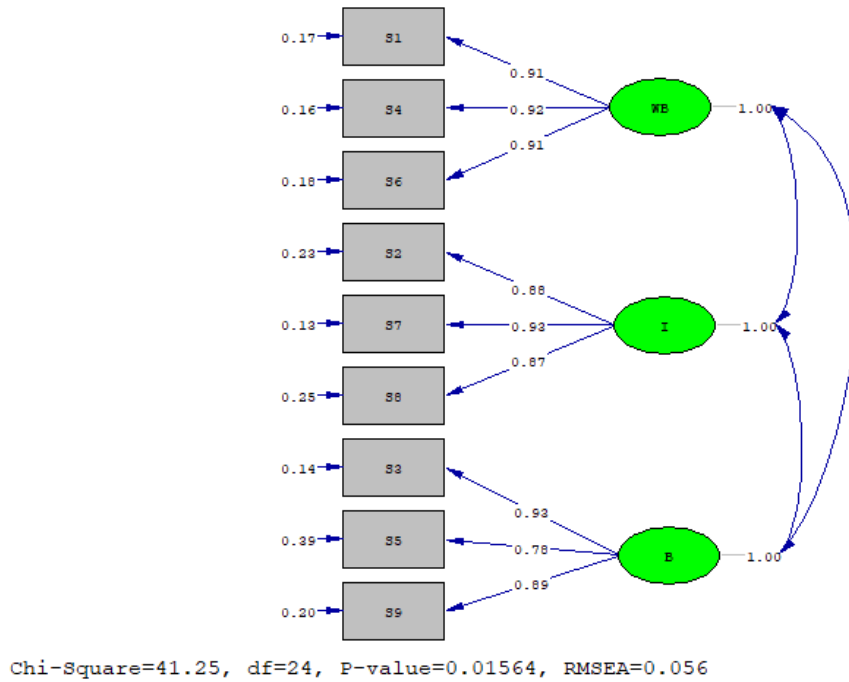 0.17 S1
0.91
0.16 S4 0.92 WB 1.00
0.91
0.18 S6
0.23 S2
0.88
0.13 S7 0.93 I 1.00
0.87
0.25 S8
0.14 S3
0.93
0.39 S5 0.78 B 1.00
0.89
0.20 S9
Chi-Square=41.25, df=24, P-value=0.01564, RMSEA=0.056